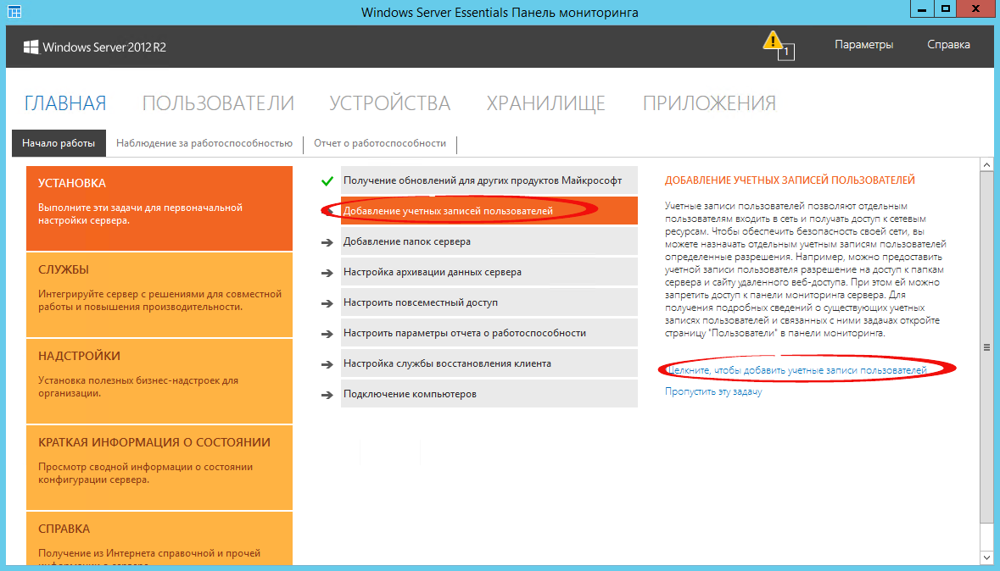 Windows Server Essentials Панель мониторинга
Windows Server 2012 R2
1
Параметры
Справка
ГЛАВНАЯ
ПОЛЬЗОВАТЕЛИ
УСТРОЙСТВА
ХРАНИЛИЩЕ
ПРИЛОЖЕНИЯ
Начало работы
Наблюдение за работоспособностью
Отчет о работоспособности
УСТАНОВКА
Выполните эти задачи для первоначальной
настройки сервера.
СЛУЖБЫ
Интегрируйте сервер с решениями для совместной
работы и повышения производительности.
НАДСТРОЙКИ
Установка полезных бизнес-надстроек для
организации.
КРАТКАЯ ИНФОРМАЦИЯ О СОСТОЯНИИ
Просмотр сводной информации о состоянии
конфигурации сервера.
СПРАВКА
Получение из Интернета справочной и прочей
информации о сервере.
Получение обновлений для других продуктов Майкрософт
Добавление учетных записей пользователей
Добавление папок сервера
Настройка архивации данных сервера
Настроить повсеместный доступ
Настроить параметры отчета о работоспособности
Настройка службы восстановления клиента
Подключение компьютеров
ДОБАВЛЕНИЕ УЧЕТНЫХ ЗАПИСЕЙ ПОЛЬЗОВАТЕЛЕЙ
Учетные записи пользователей позволяют отдельным
пользователям входить в сеть и получать доступ к сетевым
ресурсам. Чтобы обеспечить безопасность своей сети, вы
можете назначать отдельным учетным записям пользователей
определенные разрешения. Например, можно предоставить
учетной записи пользователя разрешение на доступ к папкам
сервера и сайту удаленного веб-доступа. При этом ей можно
запретить доступ к панели мониторинга сервера. Для
получения подробных сведений о существующих учетных
записях пользователей и связанных с ними задачах откройте
страницу "Пользователи" в панели мониторинга.
Щелкните, чтобы добавить учетные записи пользователей
Пропустить эту задачу